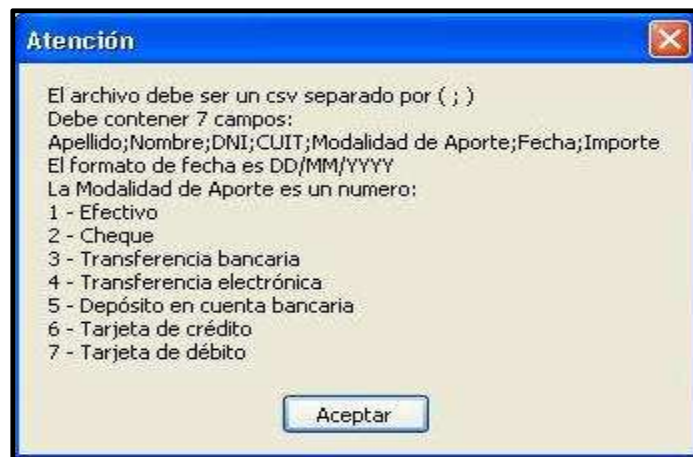 Atención
El archivo debe ser un csv separado por ( ; )
Debe contener 7 campos:
Apellido;Nombre;DNI;CUIT;Modalidad de Aporte;Fecha;Importe
El formato de fecha es DD/MM/YYYY
La Modalidad de Aporte es un numero:
1 - Efectivo
2 - Cheque
3 - Transferencia bancaria
4 - Transferencia electrónica
5 - Depósito en cuenta bancaria
6 - Tarjeta de crédito
7 - Tarjeta de débito
Aceptar